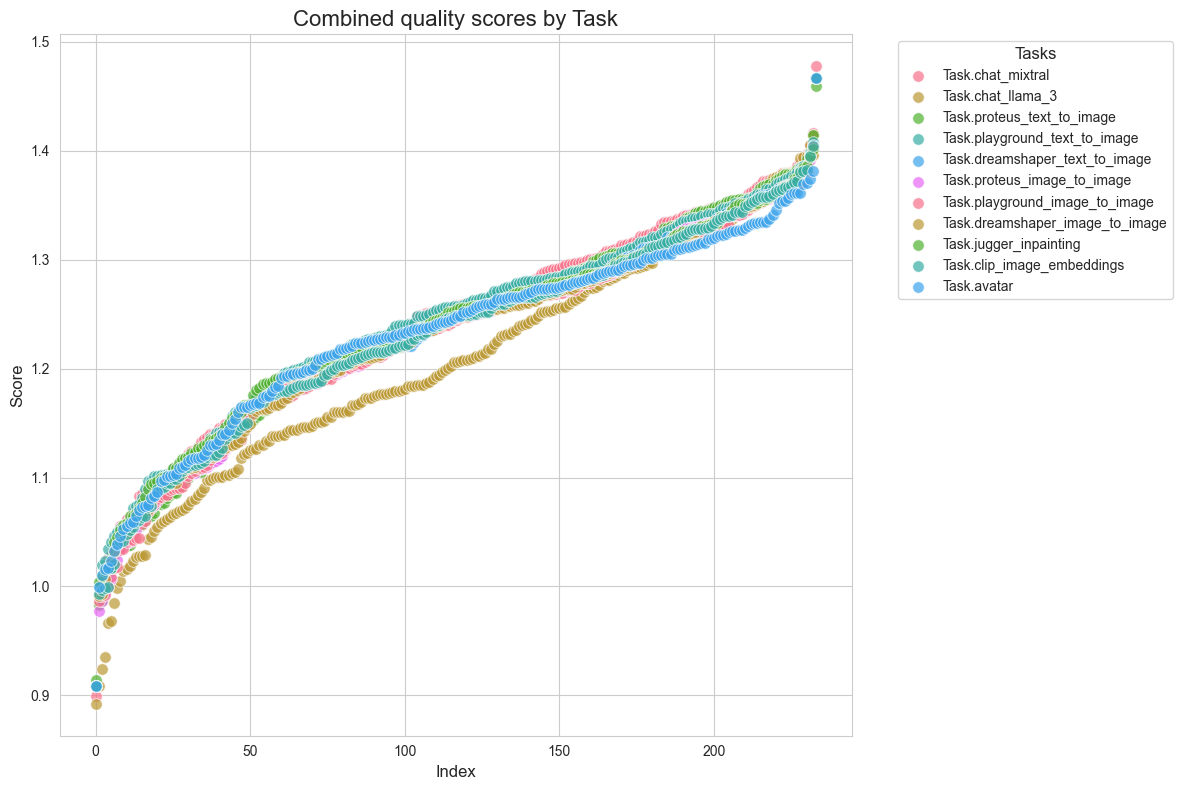 Combined quality scores by Task
1.5
1.4
1.3
1.2
1.1
1.0
0.9
Score
0
50
100
150
200
Index
Tasks
Task.chat_mixtral
Task.chat_llama_3
Task.proteus_text_to_image
Task.playground_text_to_image
Task.dreamshaper_text_to_image
Task.proteus_image_to_image
Task.playground_image_to_image
Task.dreamshaper_image_to_image
Task.jugger_inpainting
Task.clip_image_embeddings
Task.avatar